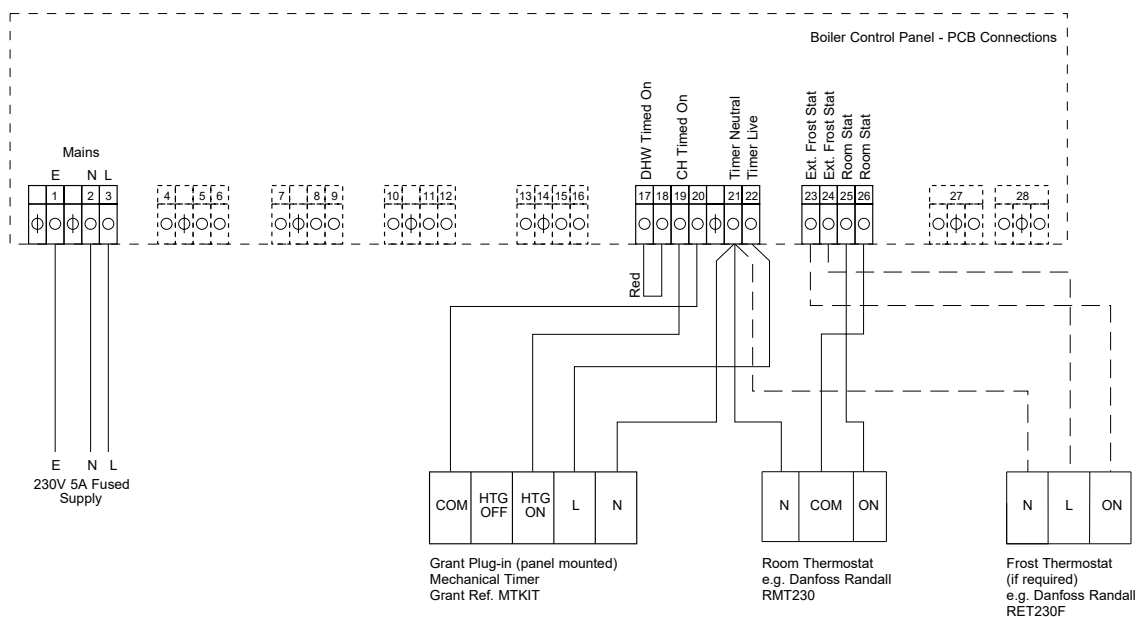 Boiler Control Panel - PCB Connections
Mains
E N L
DHW Timed On
CH Timed On
Timer Neutral
Timer Live
Ext. Frost Stat
Ext. Frost Stat
Room Stat
Room Stat
1 2 3
4 5 6
7 8 9
10 11 12
13 14 15 16
17 18 19 20 21 22
23 24 25 26
27
28
Red
E N L
230V 5A Fused
Supply
COM
HTG
OFF
HTG
ON
L
N
Grant Plug-in (panel mounted)
Mechanical Timer
Grant Ref. MTKIT
N
COM
ON
Room Thermostat
e.g. Danfoss Randall
RMT230
N
L
ON
Frost Thermostat
(if required)
e.g. Danfoss Randall
RET230F